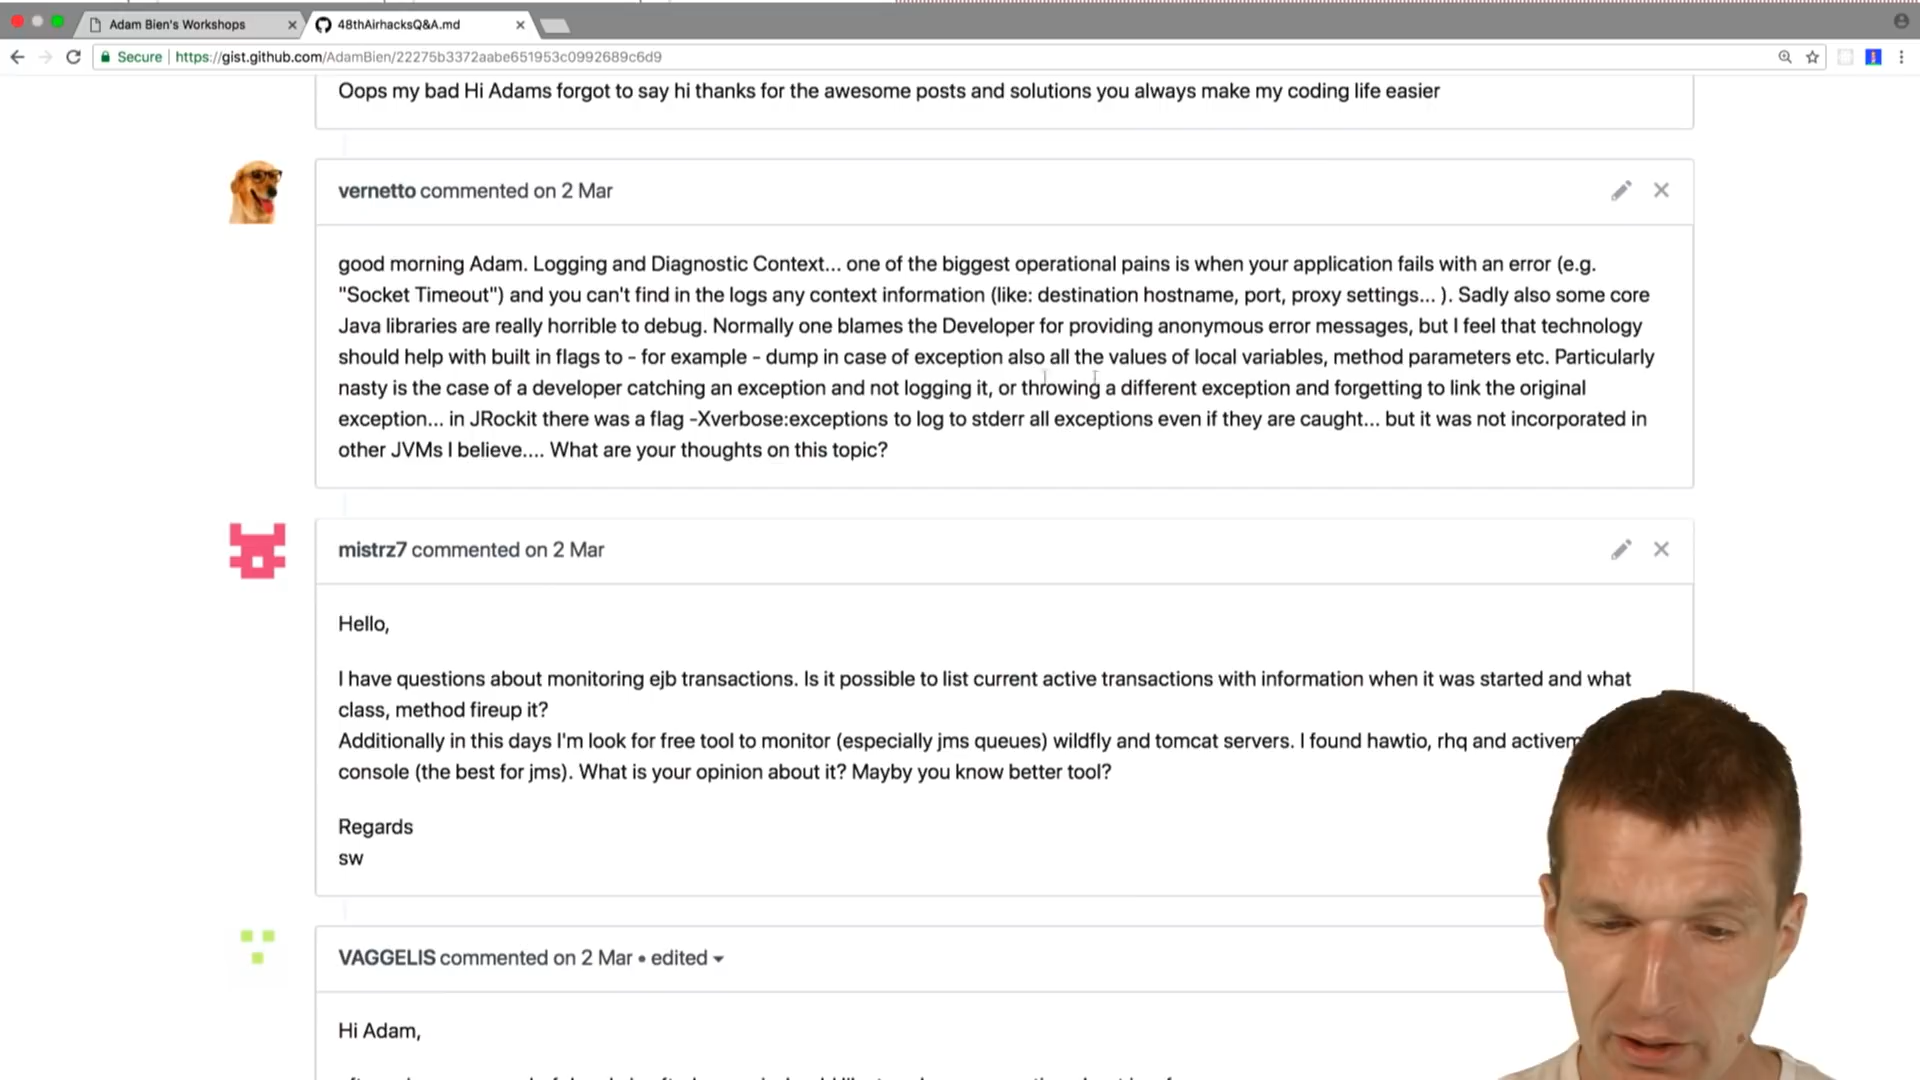 Adam Bien's Workshops
48thAirhacksQ&A.md
Secure
https://gist.github.com/AdamBien/22275b3372aabe651953c0992689c6d9
Oops my bad Hi Adams forgot to say hi thanks for the awesome posts and solutions you always make my coding life easier
vernetto commented on 2 Mar
good morning Adam. Logging and Diagnostic Context... one of the biggest operational pains is when your application fails with an error (e.g.
"Socket Timeout") and you can't find in the logs any context information (like: destination hostname, port, proxy settings... ). Sadly also some core
Java libraries are really horrible to debug. Normally one blames the Developer for providing anonymous error messages, but I feel that technology
should help with built in flags to - for example - dump in case of exception also all the values of local variables, method parameters etc. Particularly
nasty is the case of a developer catching an exception and not logging it, or throwing a different exception and forgetting to link the original
exception... in JRockit there was a flag -Xverbose:exceptions to log to stderr all exceptions even if they are caught... but it was not incorporated in
other JVMs I believe.... What are your thoughts on this topic?
mistrz7 commented on 2 Mar
Hello,
I have questions about monitoring ejb transactions. Is it possible to list current active transactions with information when it was started and what
class, method fireup it?
Additionally in this days I'm look for free tool to monitor (especially jms queues) wildfly and tomcat servers. I found hawtio, rhq and
console (the best for jms). What is your opinion about it? Mayby you know better tool?
Regards
sw
VAGGELIS commented on 2 Mar • edited
Hi Adam,